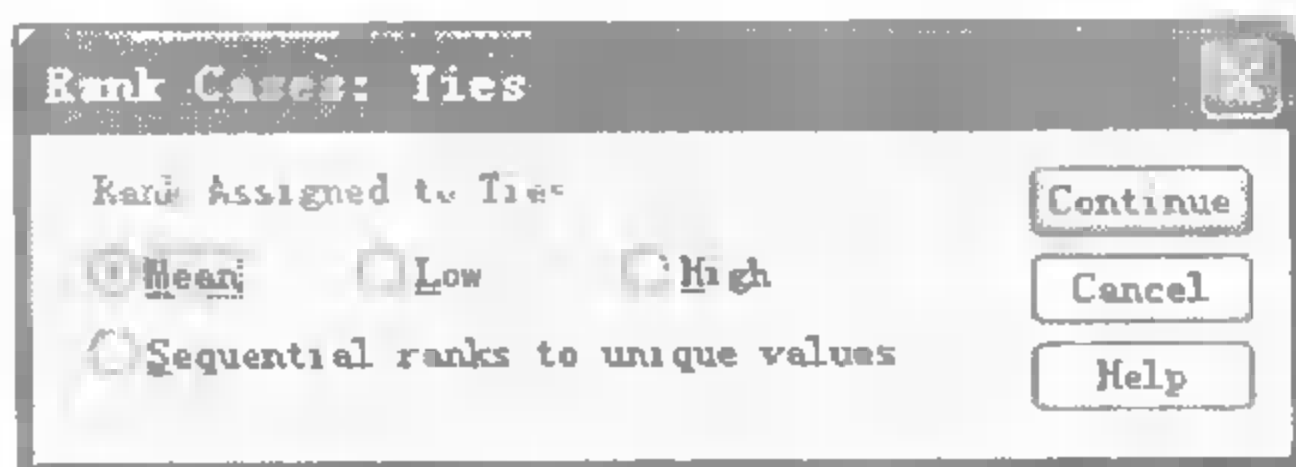 Rank Cases: Ties
Rank Assigned to Ties
Mean Low High
Sequential ranks to unique values
Continue
Cancel
Help